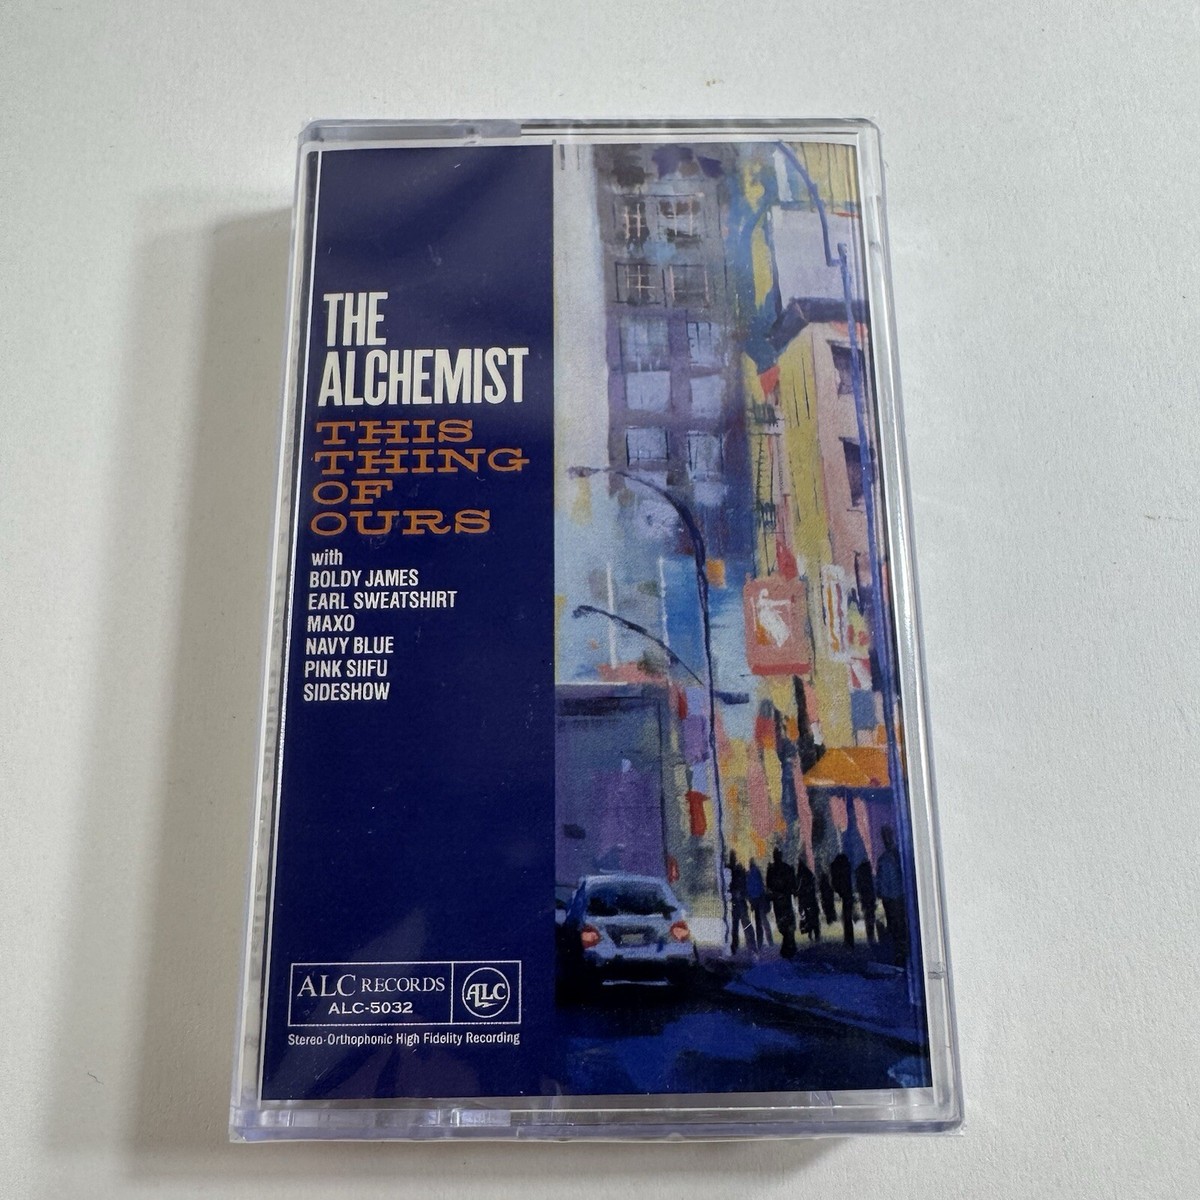 THE
ALCHEMIST
THIS
THING
OF
OURS
with
BOLDY JAMES
EARL SWEATSHIRT
MAXO
NAVY BLUE
PINK SIIFU
SIDESHOW
ALC RECORDS
ALC-5032
ALC
Stereo-Orthophonic High Fidelity Recording